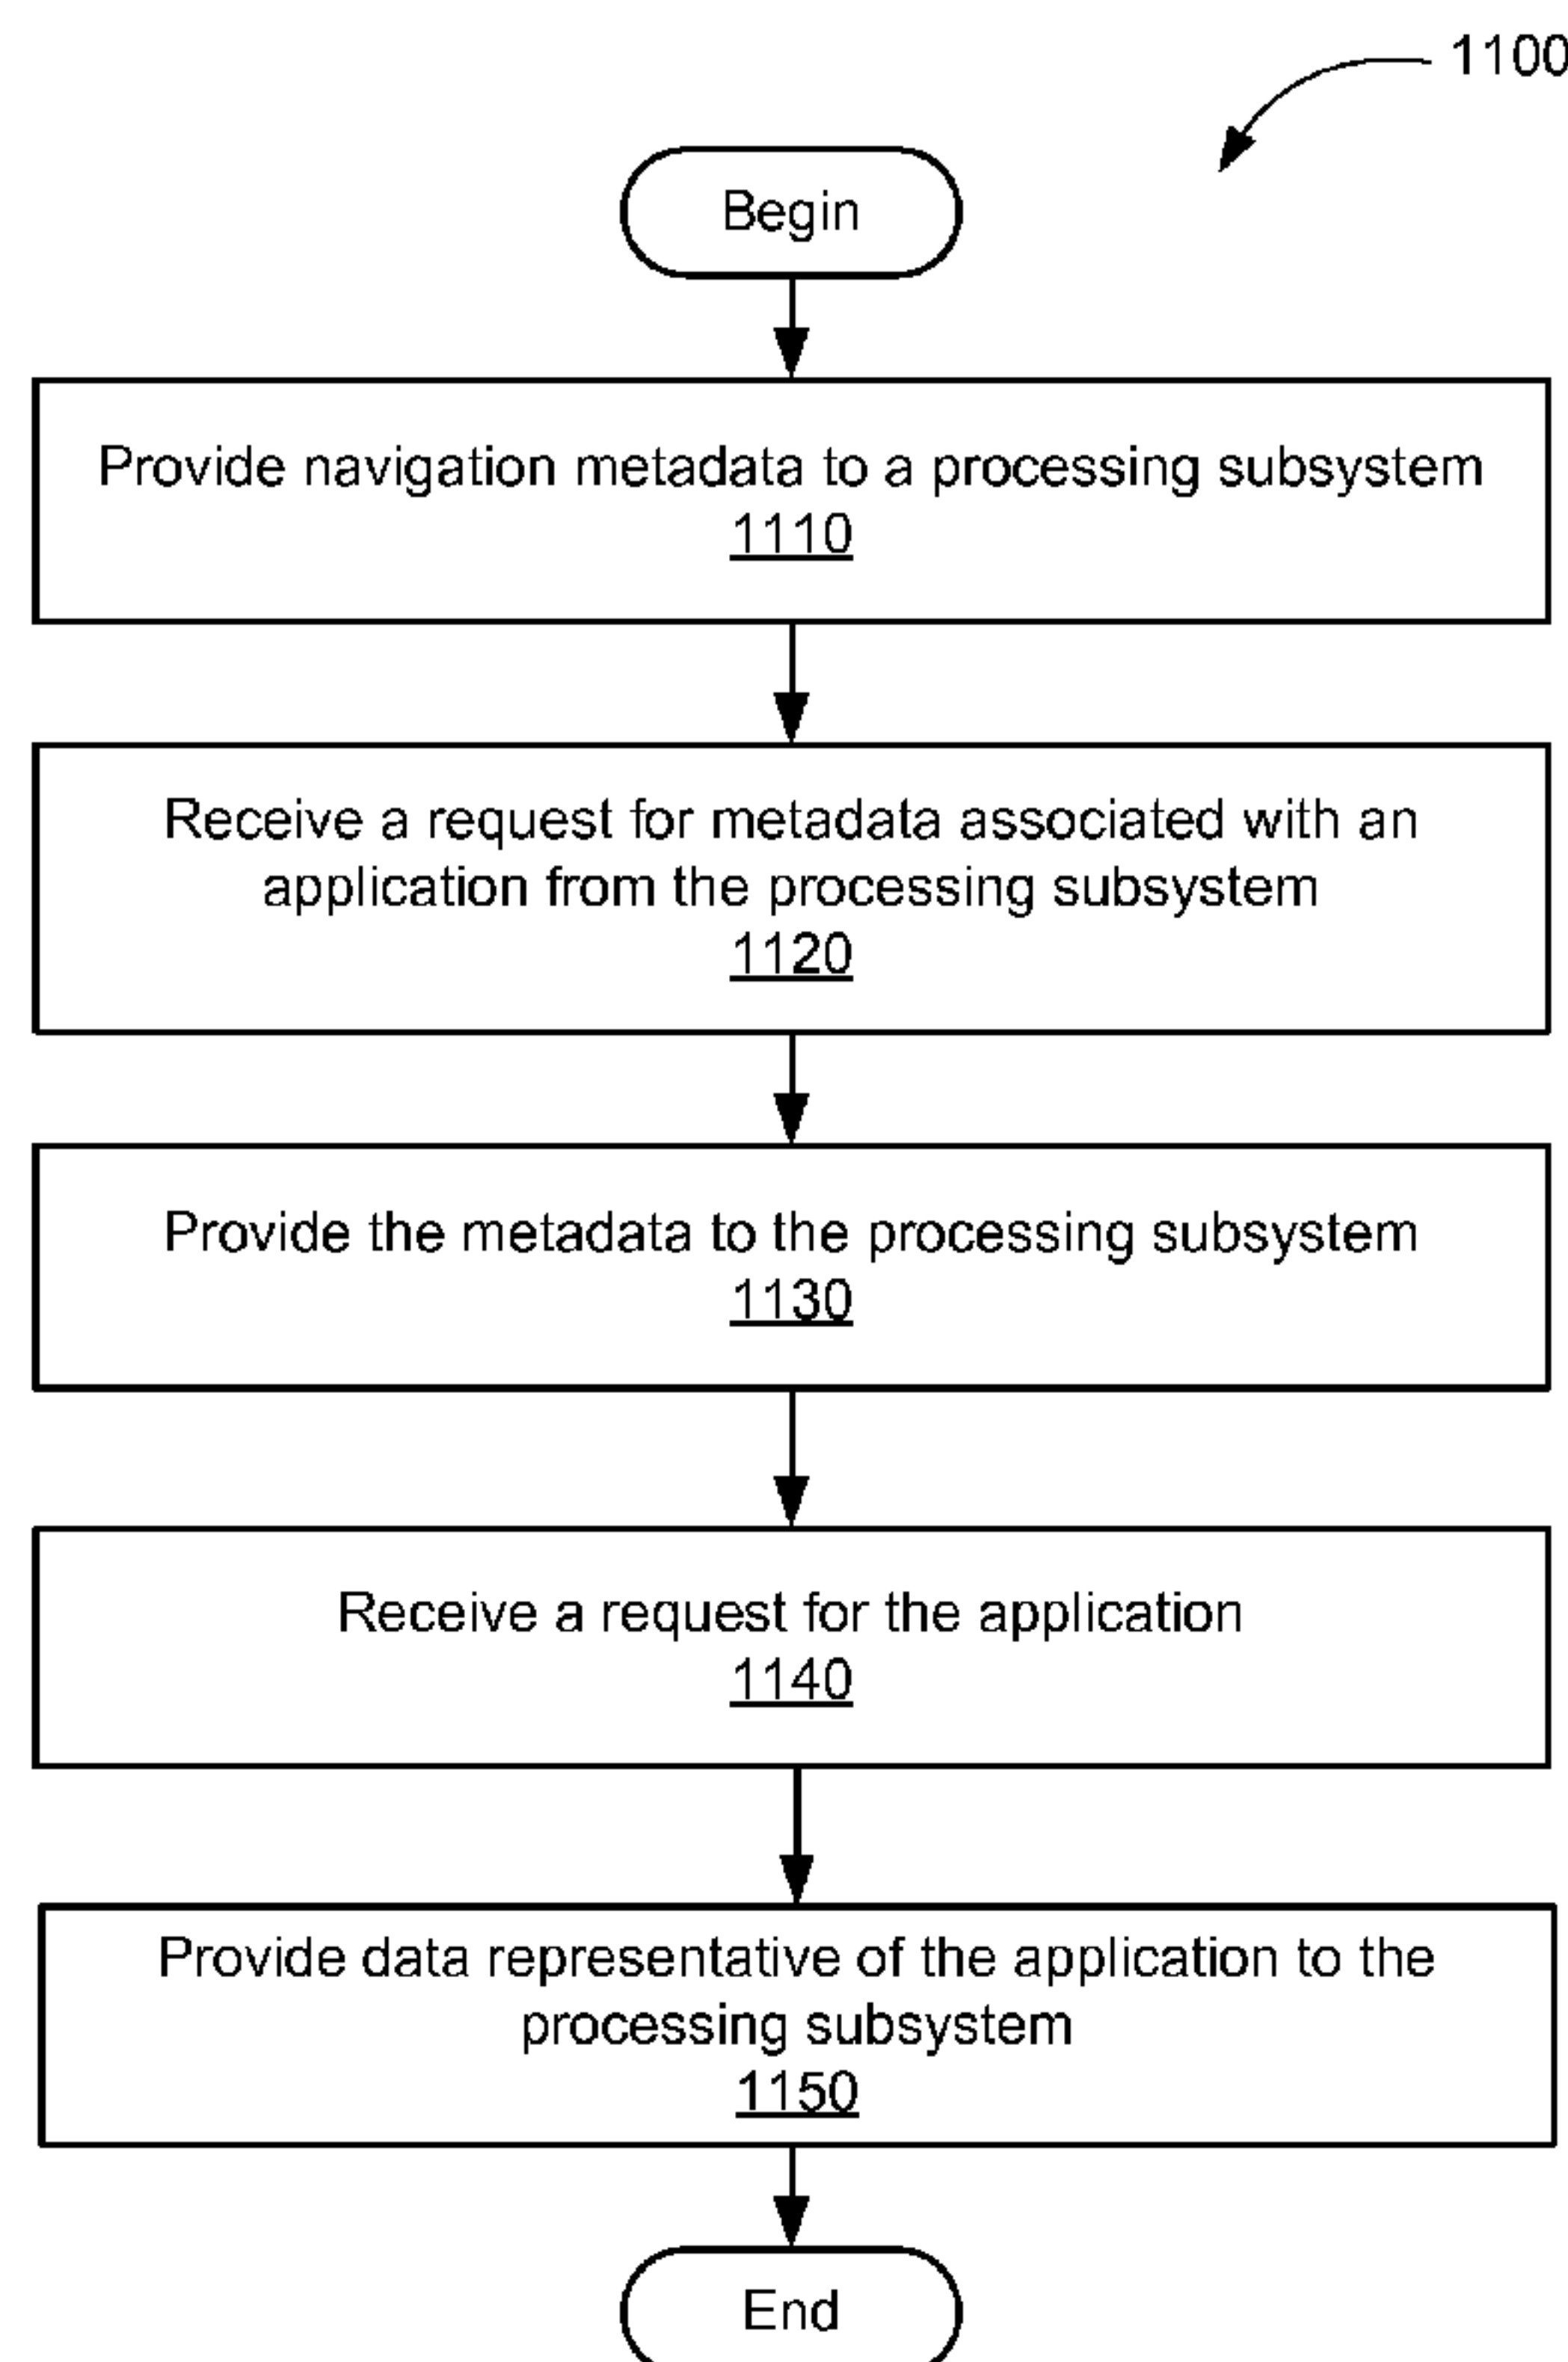 1100
Begin
Provide navigation metadata to a processing subsystem
1110
Receive a request for metadata associated with an
application from the processing subsystem
1120
Provide the metadata to the processing subsystem
1130
Receive a request for the application
1140
Provide data representative of the application to the
processing subsystem
1150
End